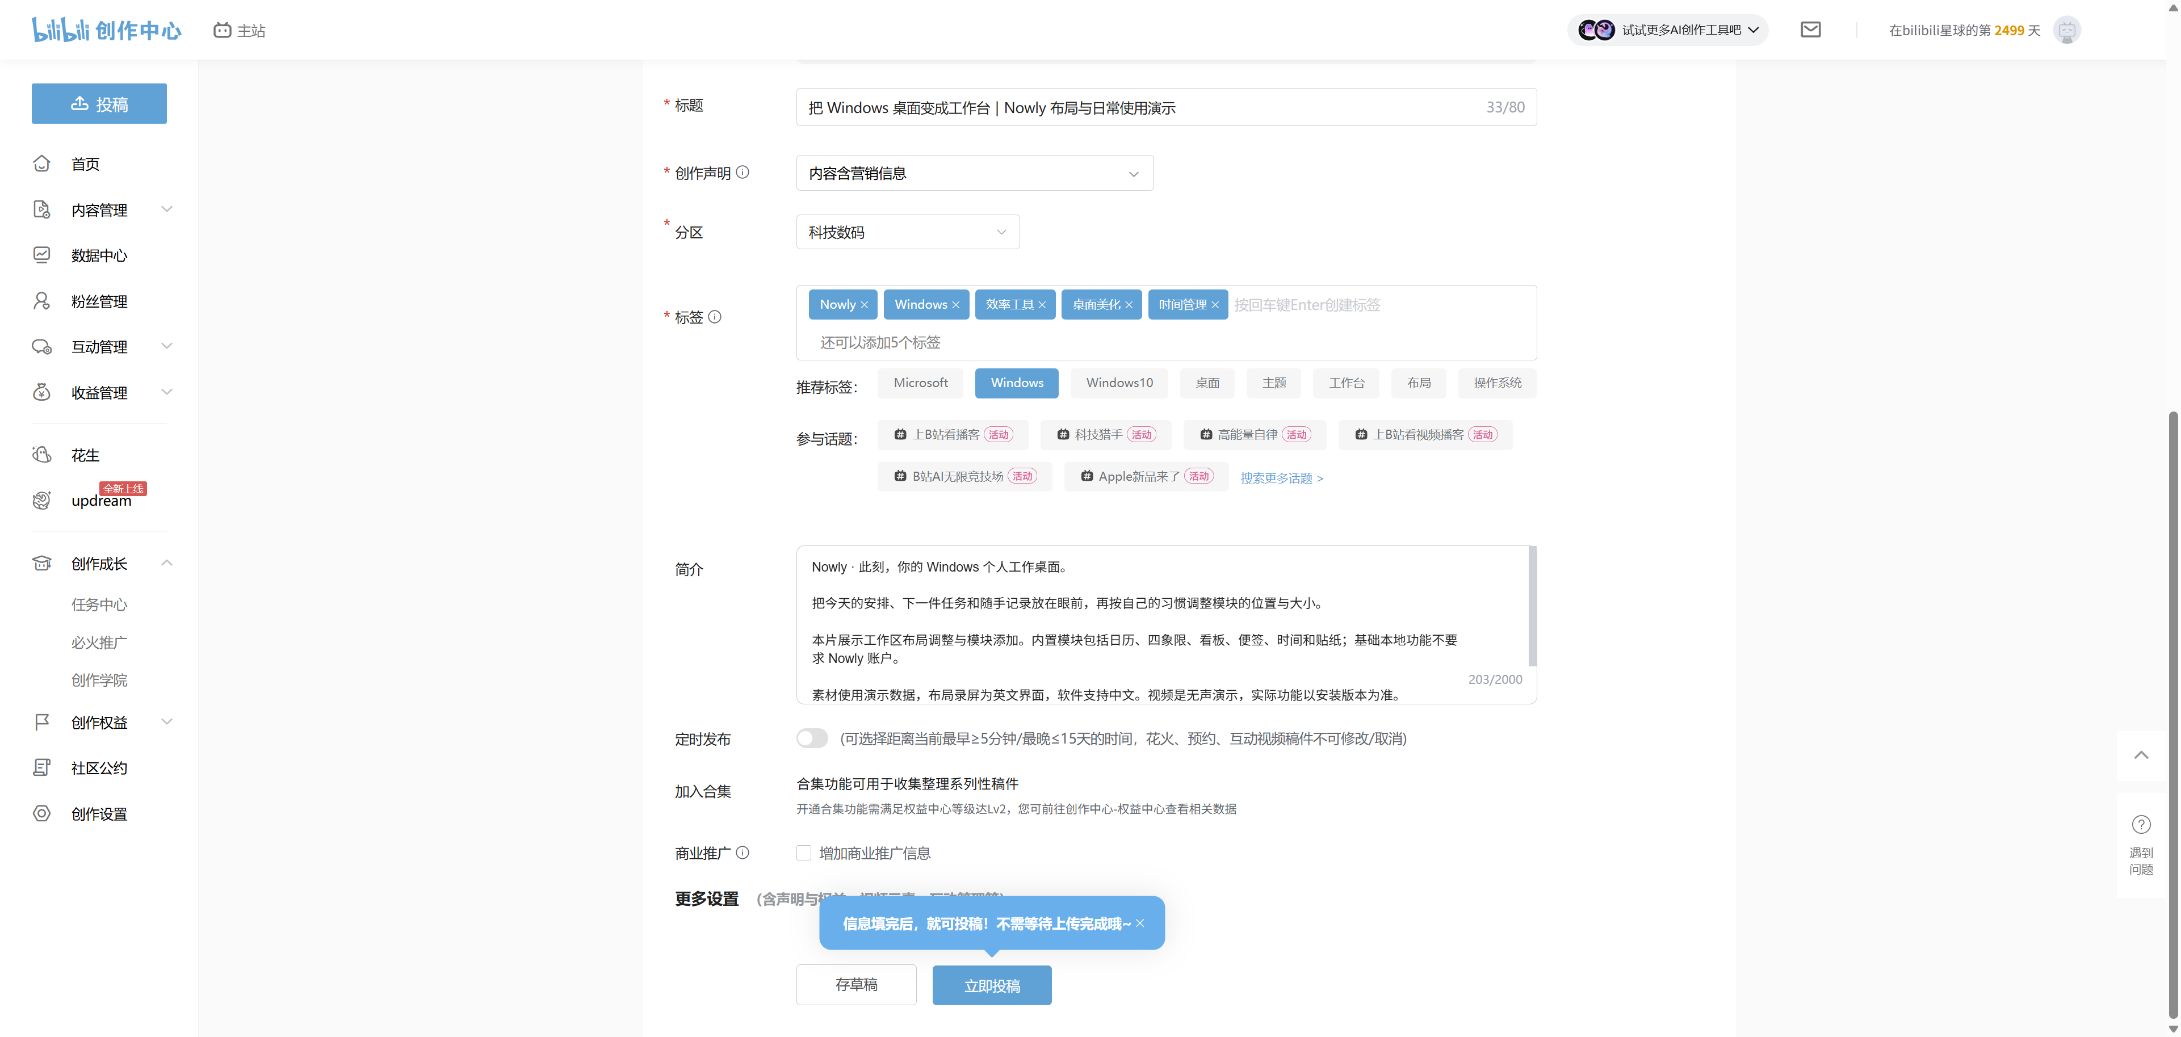 bilibili 创作中心 主站 试试更多AI创作工具吧 在bilibili星球的第 2499 天
投稿
首页
内容管理
数据中心
粉丝管理
互动管理
收益管理
花生
全新上线
updream
创作成长
任务中心
必火推广
创作学院
创作权益
社区公约
创作设置
* 标题 把 Windows 桌面变成工作台 | Nowly 布局与日常使用演示 33/80
* 创作声明 内容含营销信息
* 分区 科技数码
* 标签 Nowly × Windows × 效率工具 × 桌面美化 × 时间管理 × 按回车键Enter创建标签
还可以添加5个标签
推荐标签： Microsoft Windows Windows10 桌面 主题 工作台 布局 操作系统
参与话题： # 上B站看播客 活动 # 科技猎手 活动 # 高能量自律 活动 # 上B站看视频播客 活动
# B站AI无限竞技场 活动 # Apple新品来了 活动 搜索更多话题 >
简介
Nowly · 此刻，你的 Windows 个人工作桌面。
把今天的安排、下一件任务和随手记录放在眼前，再按自己的习惯调整模块的位置与大小。
本片展示工作区布局调整与模块添加。内置模块包括日历、四象限、看板、便签、时间和贴纸；基础本地功能不要
求 Nowly 账户。
203/2000
素材使用演示数据，布局录屏为英文界面，软件支持中文。视频是无声演示，实际功能以安装版本为准。
定时发布 (可选择距离当前最早≥5分钟/最晚≤15天的时间，花火、预约、互动视频稿件不可修改/取消)
加入合集 合集功能可用于收集整理系列性稿件
开通合集功能需满足权益中心等级达Lv2，您可前往创作中心-权益中心查看相关数据
商业推广 增加商业推广信息
更多设置 (含声明与
信息填完后，就可投稿！不需等待上传完成哦~ ×
存草稿 立即投稿
遇到
问题